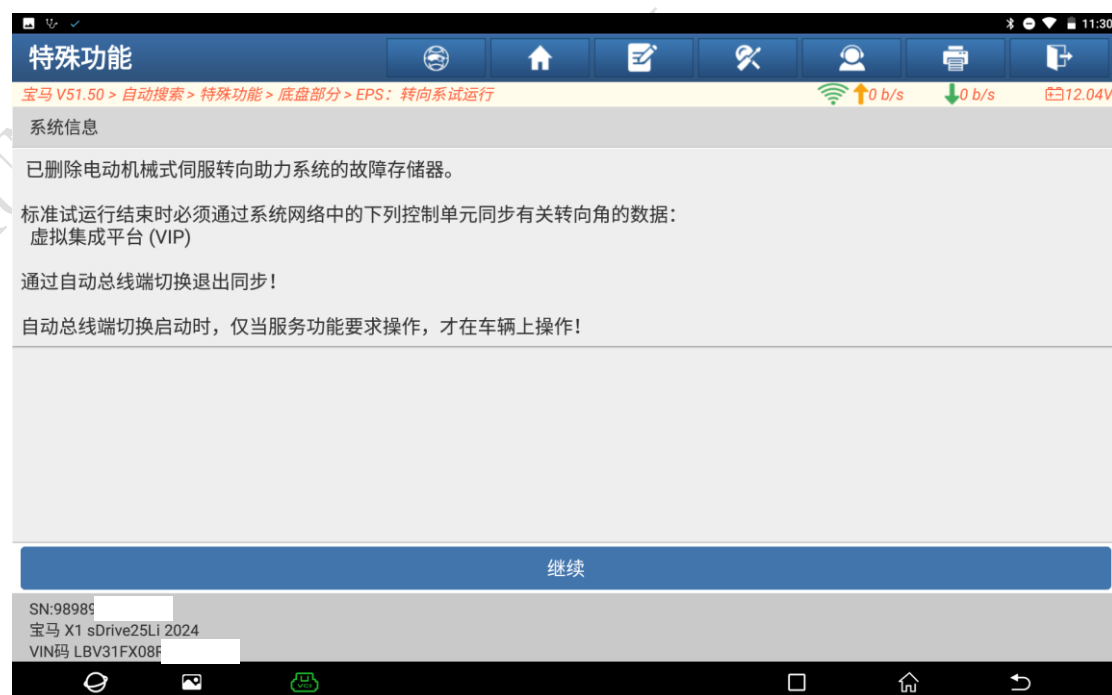 11:30
特殊功能
宝马 V51.50 > 自动搜索 > 特殊功能 > 底盘部分 > EPS：转向系试运行
0 b/s
0 b/s
12.04V
系统信息
已删除电动机械式伺服转向助力系统的故障存储器。
标准试运行结束时必须通过系统网络中的下列控制单元同步有关转向角的数据：
虚拟集成平台 (VIP)
通过自动总线端切换退出同步！
自动总线端切换启动时，仅当服务功能要求操作，才在车辆上操作！
继续
SN:98989
宝马 X1 sDrive25Li 2024
VIN码 LBV31FX08
VCI